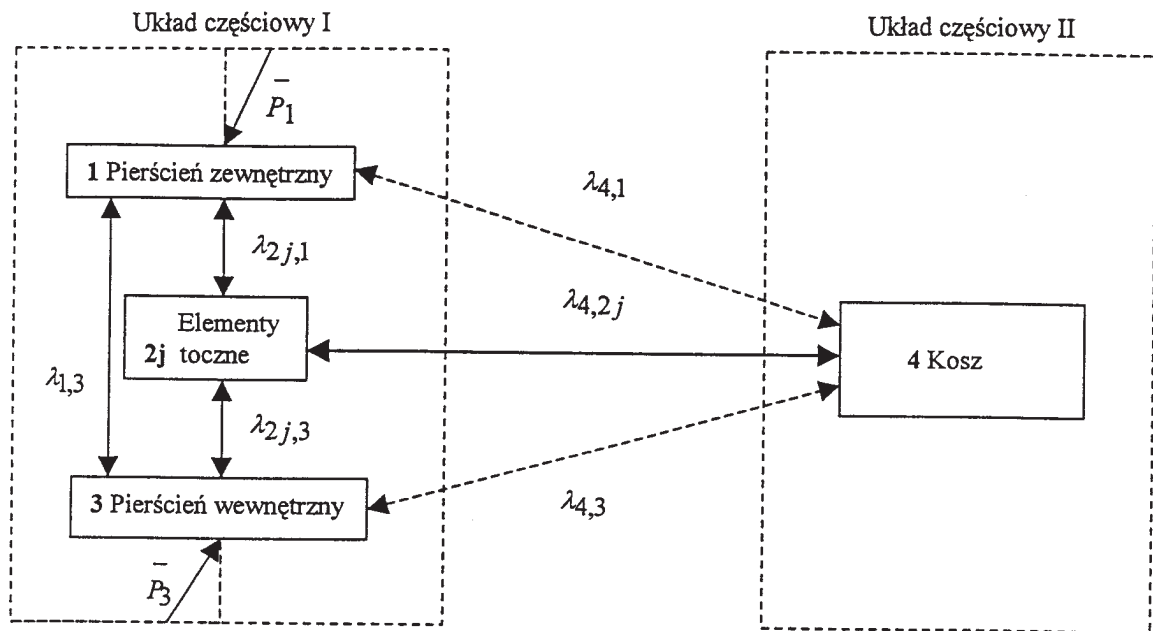 Układ częściowy I
Układ częściowy II
P̅1
1 Pierścień zewnętrzny
λ4,1
λ2j,1
λ4,2j
Elementy
2j toczne
4 Kosz
λ1,3
λ2j,3
3 Pierścień wewnętrzny
λ4,3
P̅3